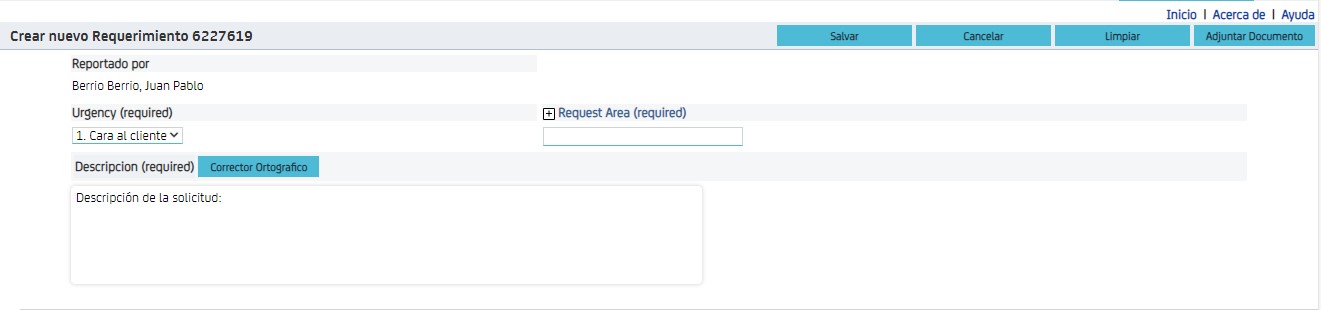 Inicio | Acerca de | Ayuda
Crear nuevo Requerimiento 6227619 Salvar Cancelar Limpiar Adjuntar Documento
Reportado por
Berrio Berrio, Juan Pablo
Urgency (required) Request Area (required)
1. Cara al cliente
Descripcion (required) Corrector Ortografico
Descripción de la solicitud: